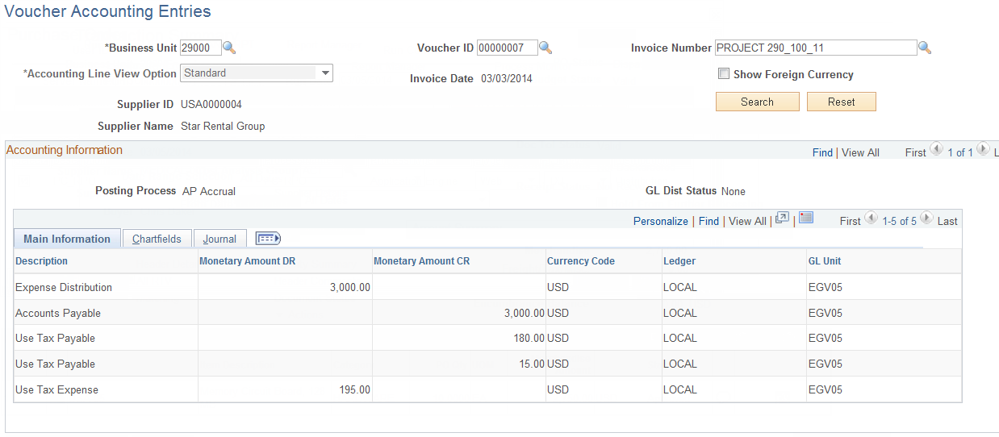 Voucher Accounting Entries
*Business Unit 29000 Voucher ID 00000007 Invoice Number PROJECT 290_100_11
*Accounting Line View Option Standard Invoice Date 03/03/2014 Show Foreign Currency
Supplier ID USA0000004 Search Reset
Supplier Name Star Rental Group
Accounting Information Find | View All First 1 of 1 L
Posting Process AP Accrual GL Dist Status None
Personalize | Find | View All | | First 1-5 of 5 Last
Main Information Chartfields Journal
Description Monetary Amount DR Monetary Amount CR Currency Code Ledger GL Unit
Expense Distribution 3,000.00 USD LOCAL EGV05
Accounts Payable 3,000.00 USD LOCAL EGV05
Use Tax Payable 180.00 USD LOCAL EGV05
Use Tax Payable 15.00 USD LOCAL EGV05
Use Tax Expense 195.00 USD LOCAL EGV05